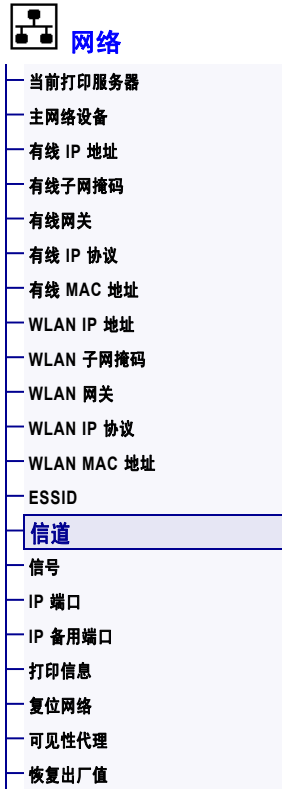 网络
当前打印服务器
主网络设备
有线 IP 地址
有线子网掩码
有线网关
有线 IP 协议
有线 MAC 地址
WLAN IP 地址
WLAN 子网掩码
WLAN 网关
WLAN IP 协议
WLAN MAC 地址
ESSID
信道
信号
IP 端口
IP 备用端口
打印信息
复位网络
可见性代理
恢复出厂值